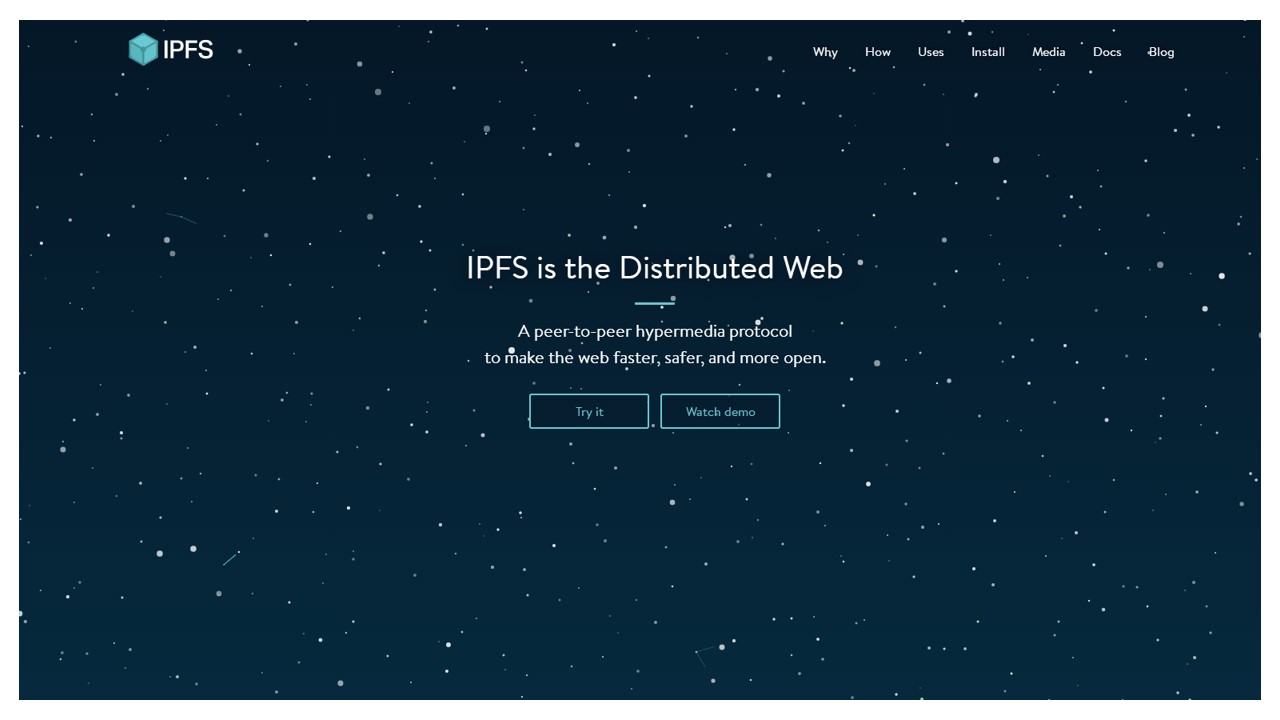 IPFS
Why How Uses Install Media Docs Blog
IPFS is the Distributed Web
A peer-to-peer hypermedia protocol
to make the web faster, safer, and more open.
Try it Watch demo